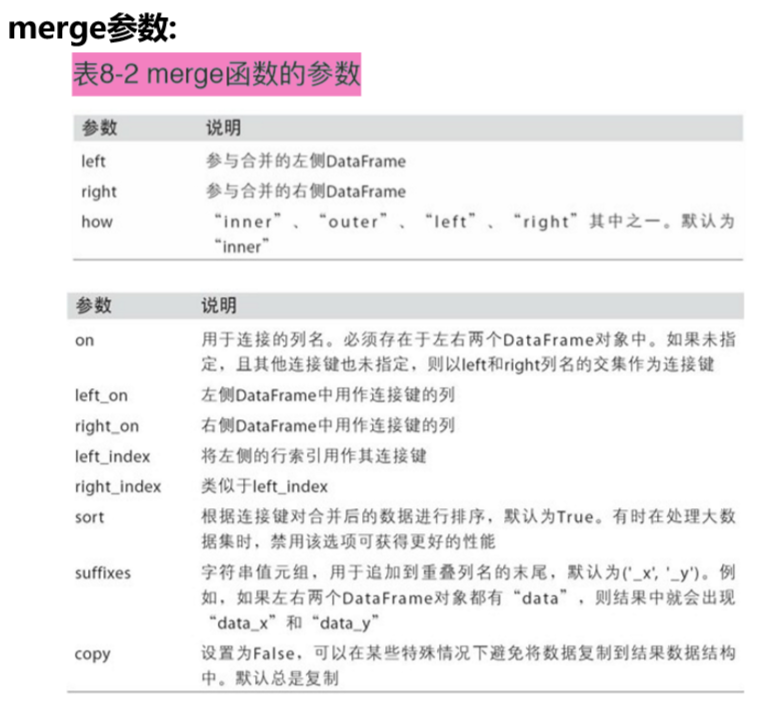 merge参数:
表8-2 merge函数的参数
参数 说明
left 参与合并的左侧DataFrame
right 参与合并的右侧DataFrame
how “inner”、“outer”、“left”、“right”其中之一。默认为
“inner”
参数 说明
on 用于连接的列名。必须存在于左右两个DataFrame对象中。如果未指
定，且其他连接键也未指定，则以left和right列名的交集作为连接键
left_on 左侧DataFrame中用作连接键的列
right_on 右侧DataFrame中用作连接键的列
left_index 将左侧的行索引用作其连接键
right_index 类似于left_index
sort 根据连接键对合并后的数据进行排序，默认为True。有时在处理大数
据集时，禁用该选项可获得更好的性能
suffixes 字符串值元组，用于追加到重叠列名的末尾，默认为('_x', '_y')。例
如，如果左右两个DataFrame对象都有“data”，则结果中就会出现
“data_x”和“data_y”
copy 设置为False，可以在某些特殊情况下避免将数据复制到结果数据结构
中。默认总是复制